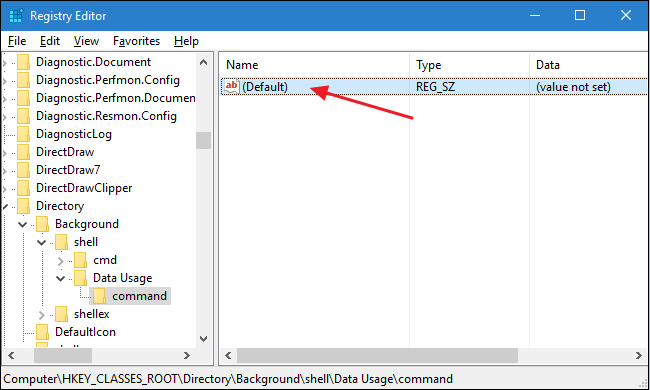 Registry Editor
File Edit View Favorites Help
Diagnostic.Document
Diagnostic.Perfmon.Config
Diagnostic.Perfmon.Documen
Diagnostic.Resmon.Config
DiagnosticLog
DirectDraw
DirectDraw7
DirectDrawClipper
Directory
Background
shell
cmd
Data Usage
command
shellex
DefaultIcon
Name Type Data
ab (Default) REG_SZ (value not set)
Computer\HKEY_CLASSES_ROOT\Directory\Background\shell\Data Usage\command